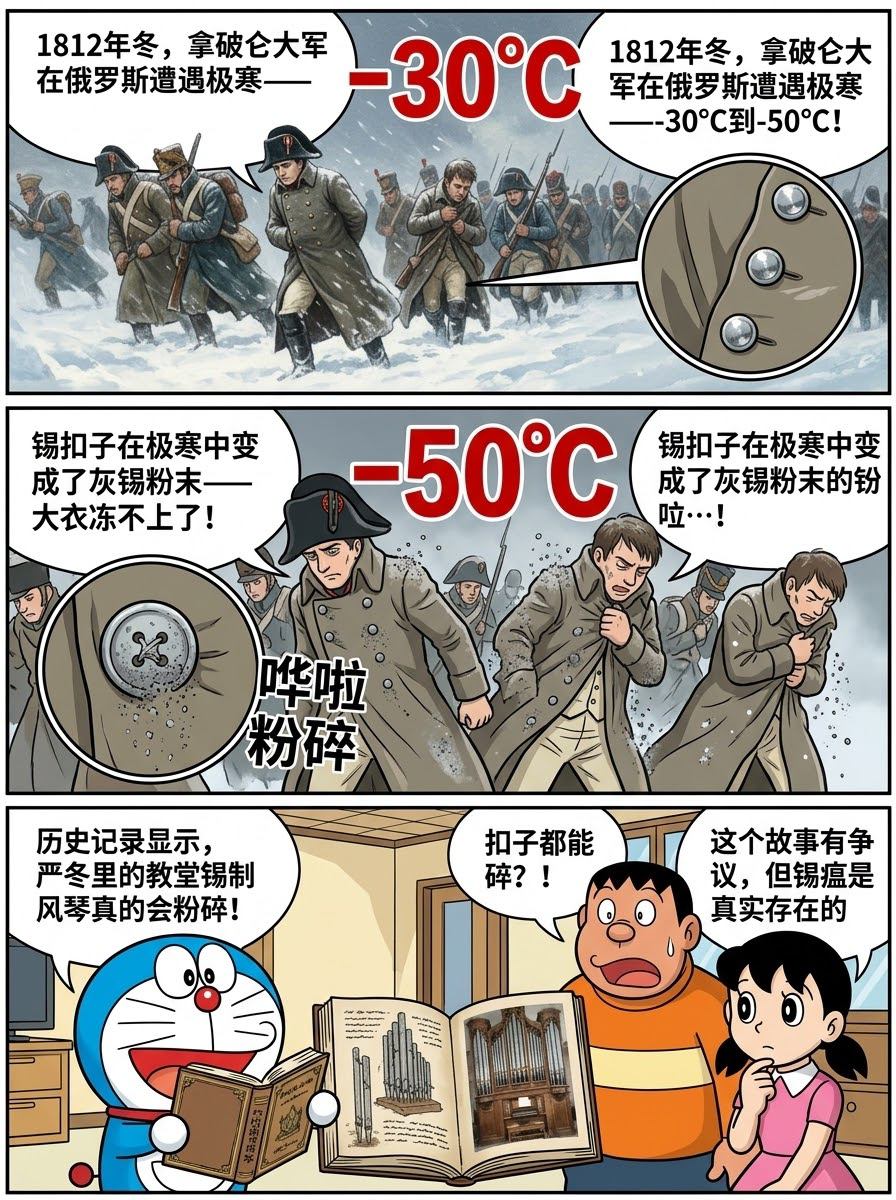 1812年冬，拿破仑大军
在俄罗斯遭遇极寒——
-30°C
1812年冬，拿破仑大
军在俄罗斯遭遇极寒
——-30°C到-50°C！
锡扣子在极寒中变
成了灰锡粉末——
大衣冻不上了！
-50°C
锡扣子在极寒中变
成了灰锡粉末的钞
啦…！
哗啦
粉碎
历史记录显示，
严冬里的教堂锡制
风琴真的会粉碎！
扣子都能
碎？！
这个故事有争
议，但锡瘟是
真实存在的